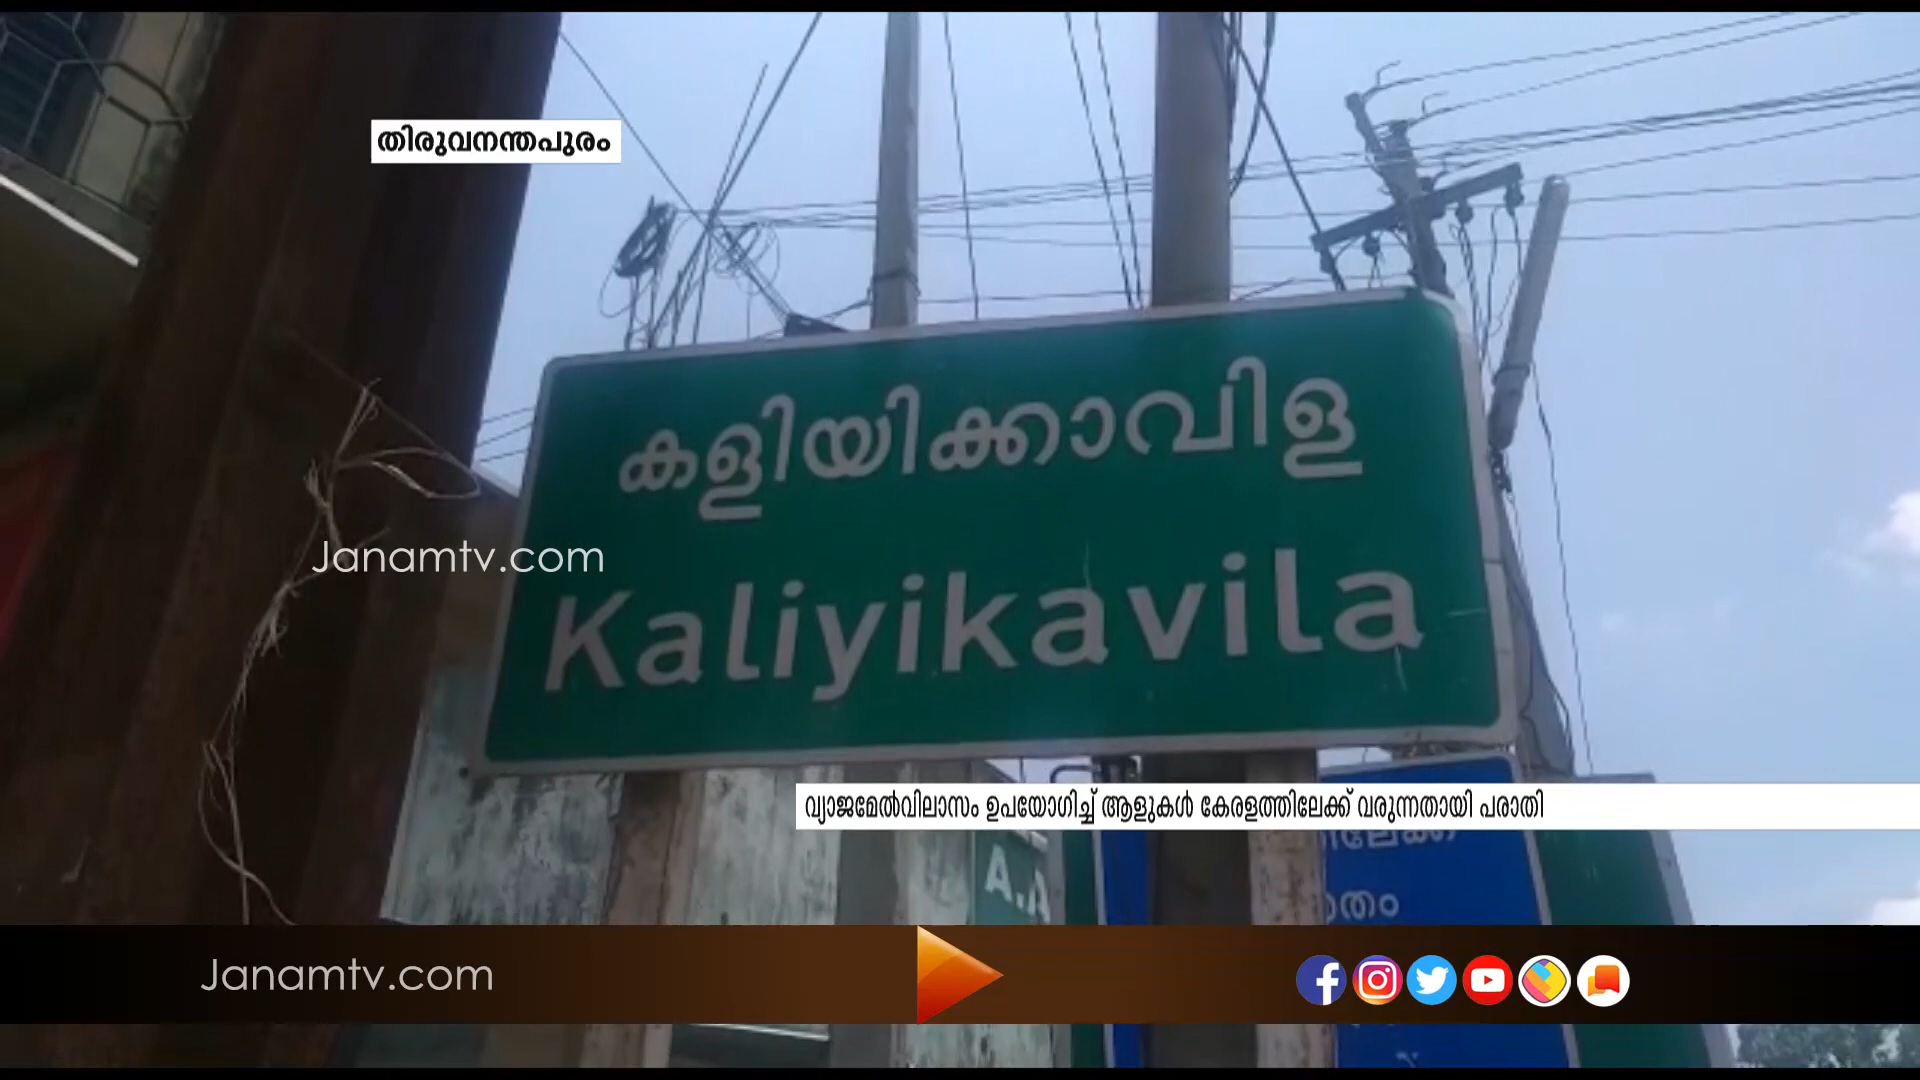 തിരുവനന്തപുരം
കളിയിക്കാവിള
Janamtv.com
Kaliyikavila
വ്യാജമേൽവിലാസം ഉപയോഗിച്ച് ആളുകൾ കേരളത്തിലേക്ക് വരുന്നതായി പരാതി
A.A
Janamtv.com